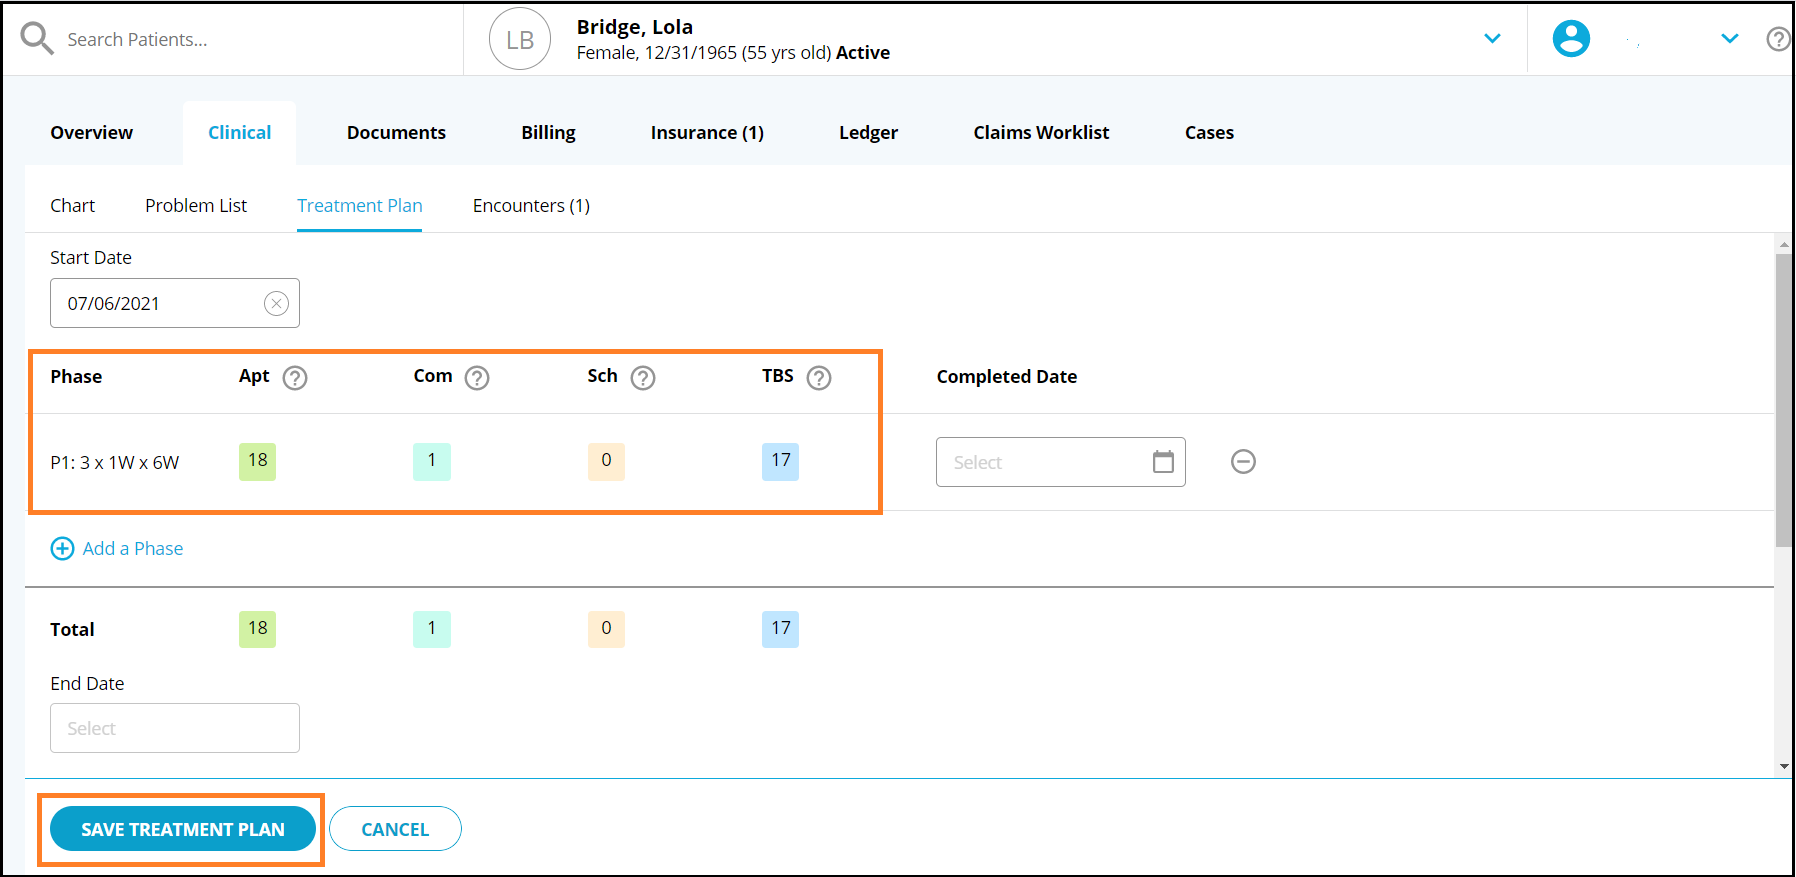 Search Patients...
LB
Bridge, Lola
Female, 12/31/1965 (55 yrs old) Active
Overview Clinical Documents Billing Insurance (1) Ledger Claims Worklist Cases
Chart Problem List Treatment Plan Encounters (1)
Start Date
07/06/2021
Phase Apt ? Com ? Sch ? TBS ? Completed Date
P1: 3 x 1W x 6W 18 1 0 17 Select
Add a Phase
Total 18 1 0 17
End Date
Select
SAVE TREATMENT PLAN CANCEL